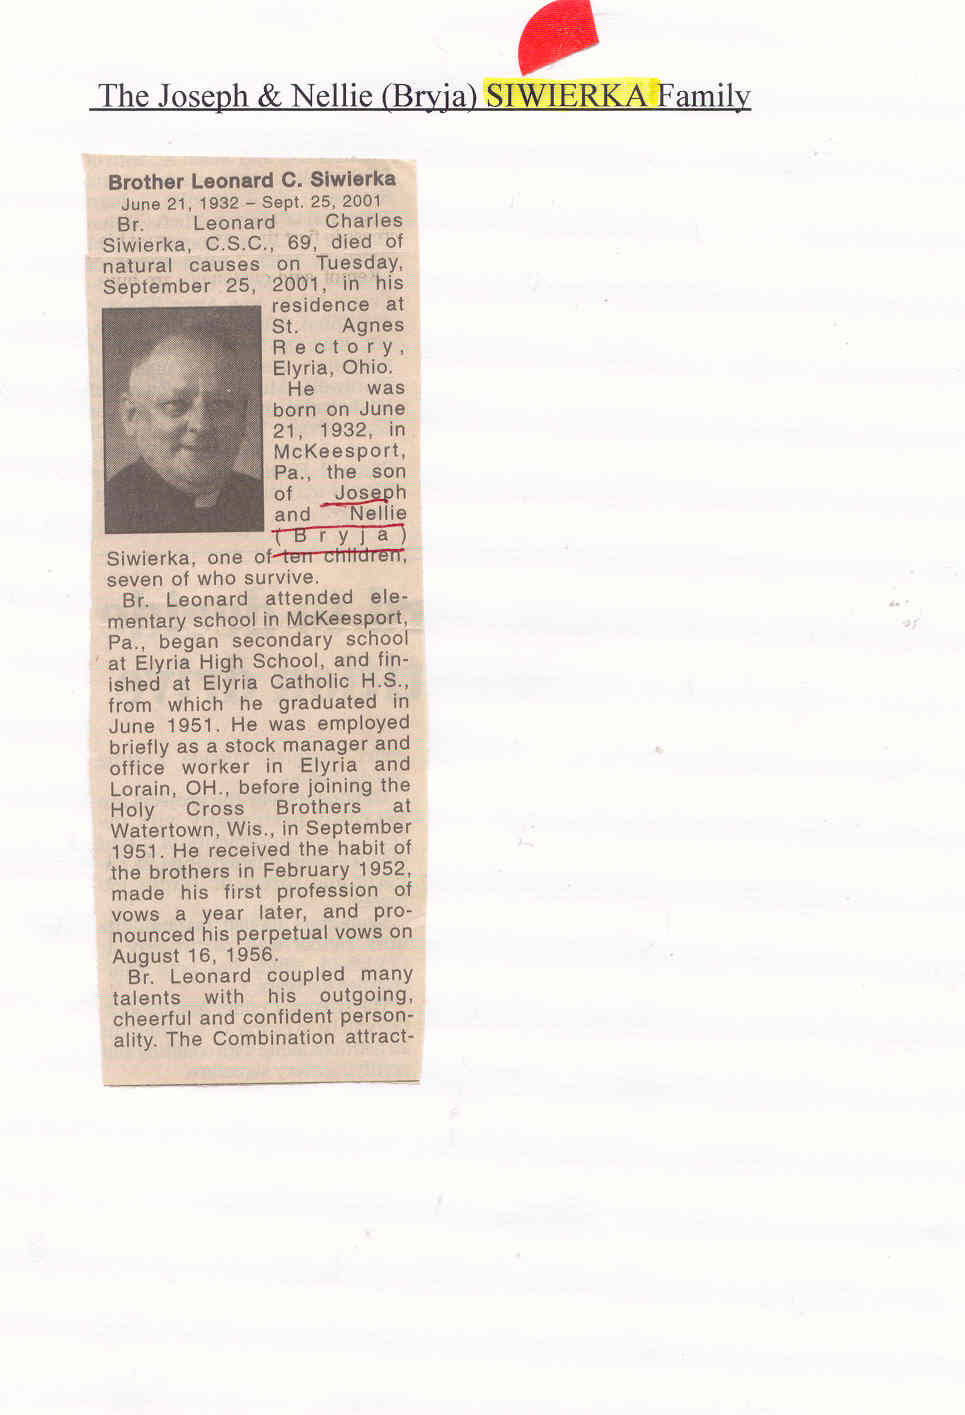 The Joseph & Nellie (Bryja) SIWIERKA Family
Brother Leonard C. Siwierka
June 21, 1932 – Sept. 25, 2001
Br. Leonard Charles
Siwierka, C.S.C., 69, died of
natural causes on Tuesday,
September 25, 2001, in his
residence at
St. Agnes
Rectory,
Elyria, Ohio.
He was
born on June
21, 1932, in
McKeesport,
Pa., the son
of Joseph
and Nellie
(Bryja)
Siwierka, one of ten children,
seven of who survive.
Br. Leonard attended ele-
mentary school in McKeesport,
Pa., began secondary school
at Elyria High School, and fin-
ished at Elyria Catholic H.S.,
from which he graduated in
June 1951. He was employed
briefly as a stock manager and
office worker in Elyria and
Lorain, OH., before joining the
Holy Cross Brothers at
Watertown, Wis., in September
1951. He received the habit of
the brothers in February 1952,
made his first profession of
vows a year later, and pro-
nounced his perpetual vows on
August 16, 1956.
Br. Leonard coupled many
talents with his outgoing,
cheerful and confident person-
ality. The Combination attract-